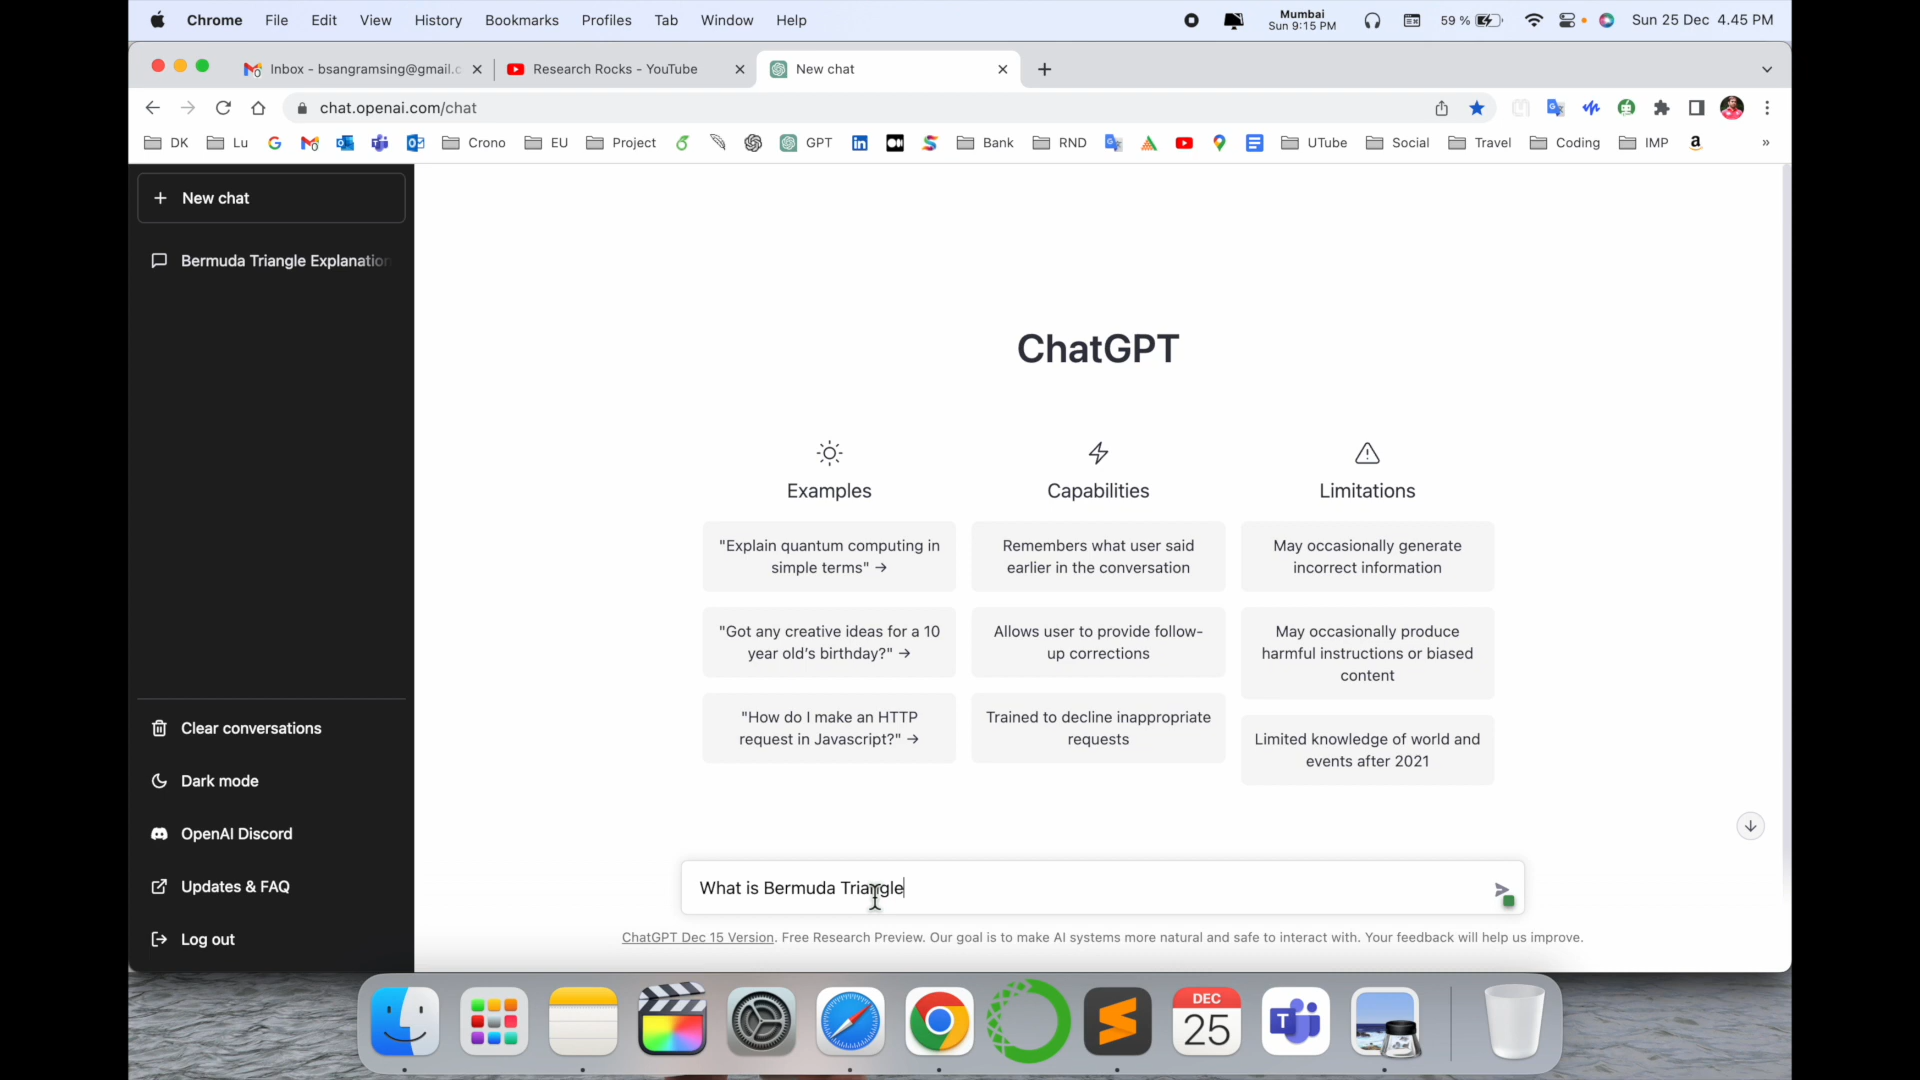 Chrome File Edit View History Bookmarks Profiles Tab Window Help
Mumbai
Sun 9:15 PM
59 %
Sun 25 Dec 4.45 PM
Inbox - bsangramsing@gmail.c
Research Rocks - YouTube
New chat
chat.openai.com/chat
DK Lu Crono EU Project GPT Bank RND UTube Social Travel Coding IMP
New chat
Bermuda Triangle Explanation
ChatGPT
Examples
"Explain quantum computing in
simple terms" →
"Got any creative ideas for a 10
year old's birthday?" →
"How do I make an HTTP
request in Javascript?" →
Capabilities
Remembers what user said
earlier in the conversation
Allows user to provide follow-
up corrections
Trained to decline inappropriate
requests
Limitations
May occasionally generate
incorrect information
May occasionally produce
harmful instructions or biased
content
Limited knowledge of world and
events after 2021
Clear conversations
Dark mode
OpenAI Discord
Updates & FAQ
Log out
What is Bermuda Triangle
ChatGPT Dec 15 Version. Free Research Preview. Our goal is to make AI systems more natural and safe to interact with. Your feedback will help us improve.
DEC
25